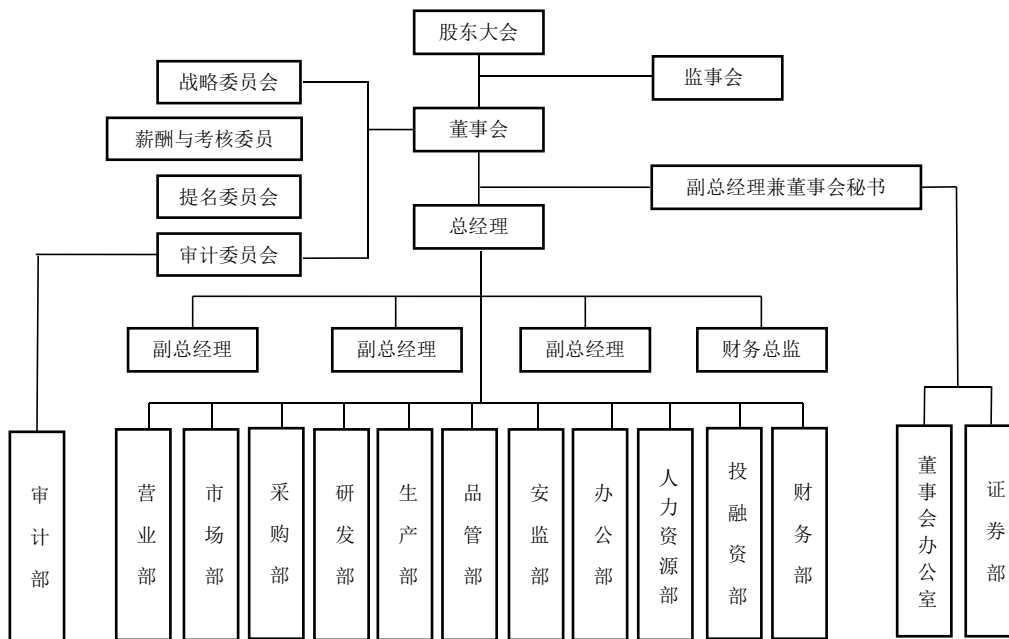 股东大会
战略委员会
监事会
薪酬与考核委员
董事会
提名委员会
副总经理兼董事会秘书
总经理
审计委员会
副总经理
副总经理
副总经理
财务总监
审计部
营业部
市场部
采购部
研发部
生产部
品管部
安监部
办公部
人力资源部
投融资部
财务部
董事会办公室
证券部